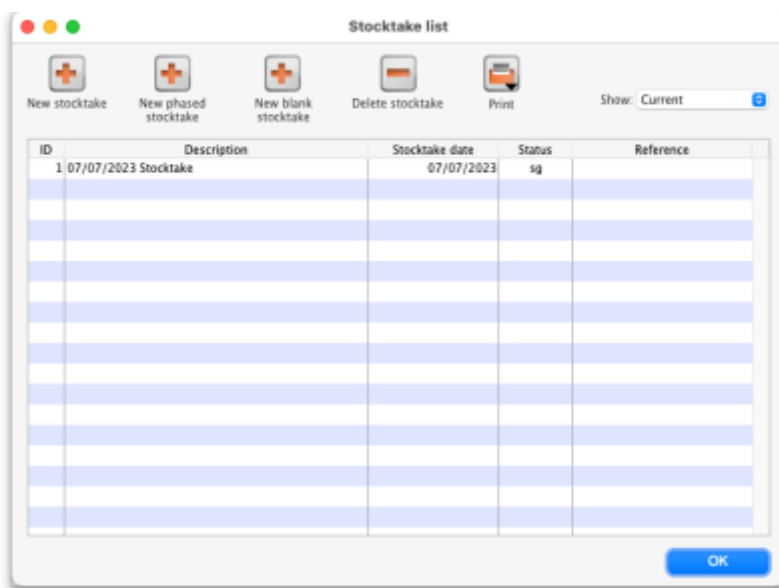 Stocktake list
New stocktake
New phased
stocktake
New blank
stocktake
Delete stocktake
Print
Show: Current
ID Description Stocktake date Status Reference
1 07/07/2023 Stocktake 07/07/2023 sg
OK